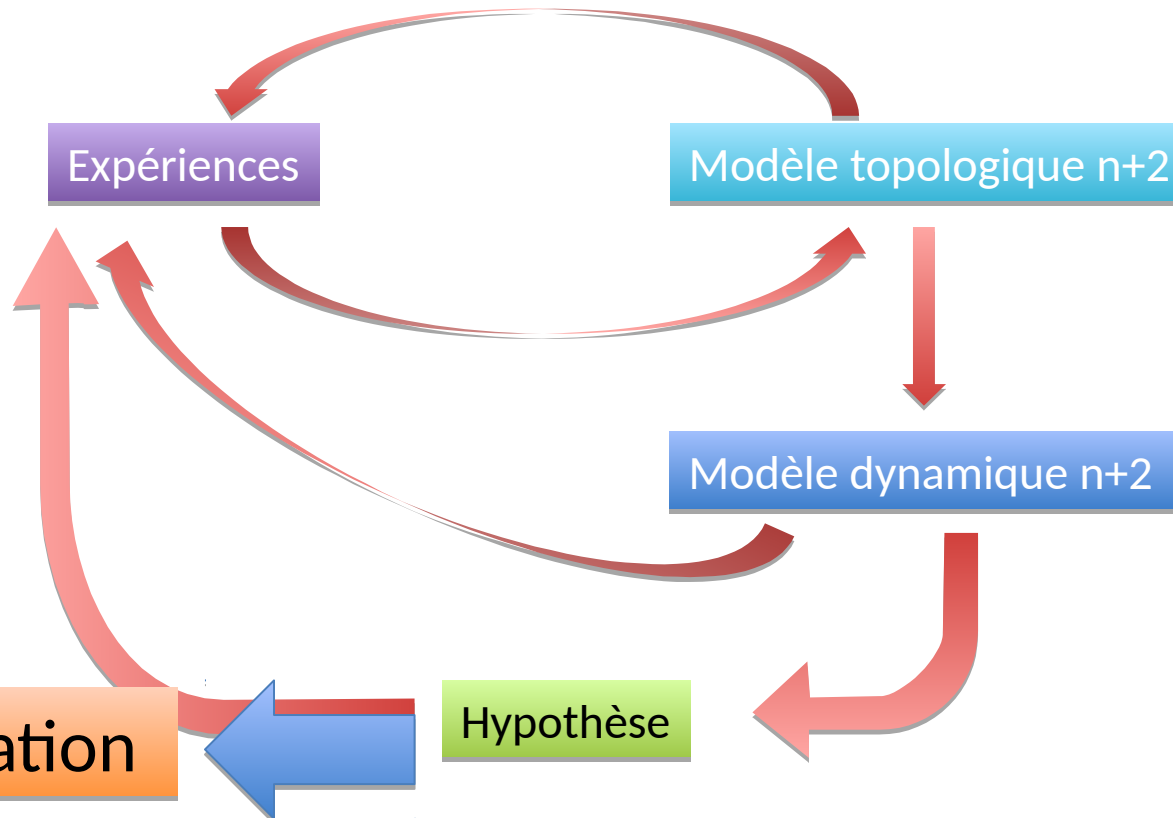 Expériences
Modèle topologique n+2
Modèle dynamique n+2
Hypothèse
ation